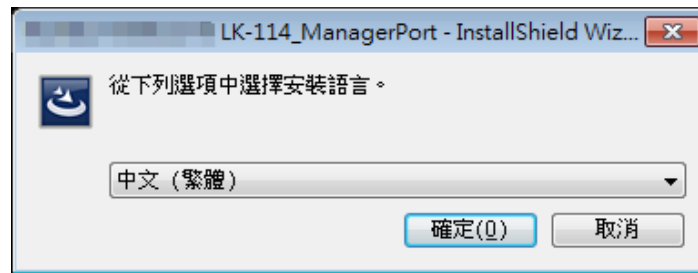 LK-114_ManagerPort - InstallShield Wiz...
從下列選項中選擇安裝語言。
中文 (繁體)
確定(O) 取消